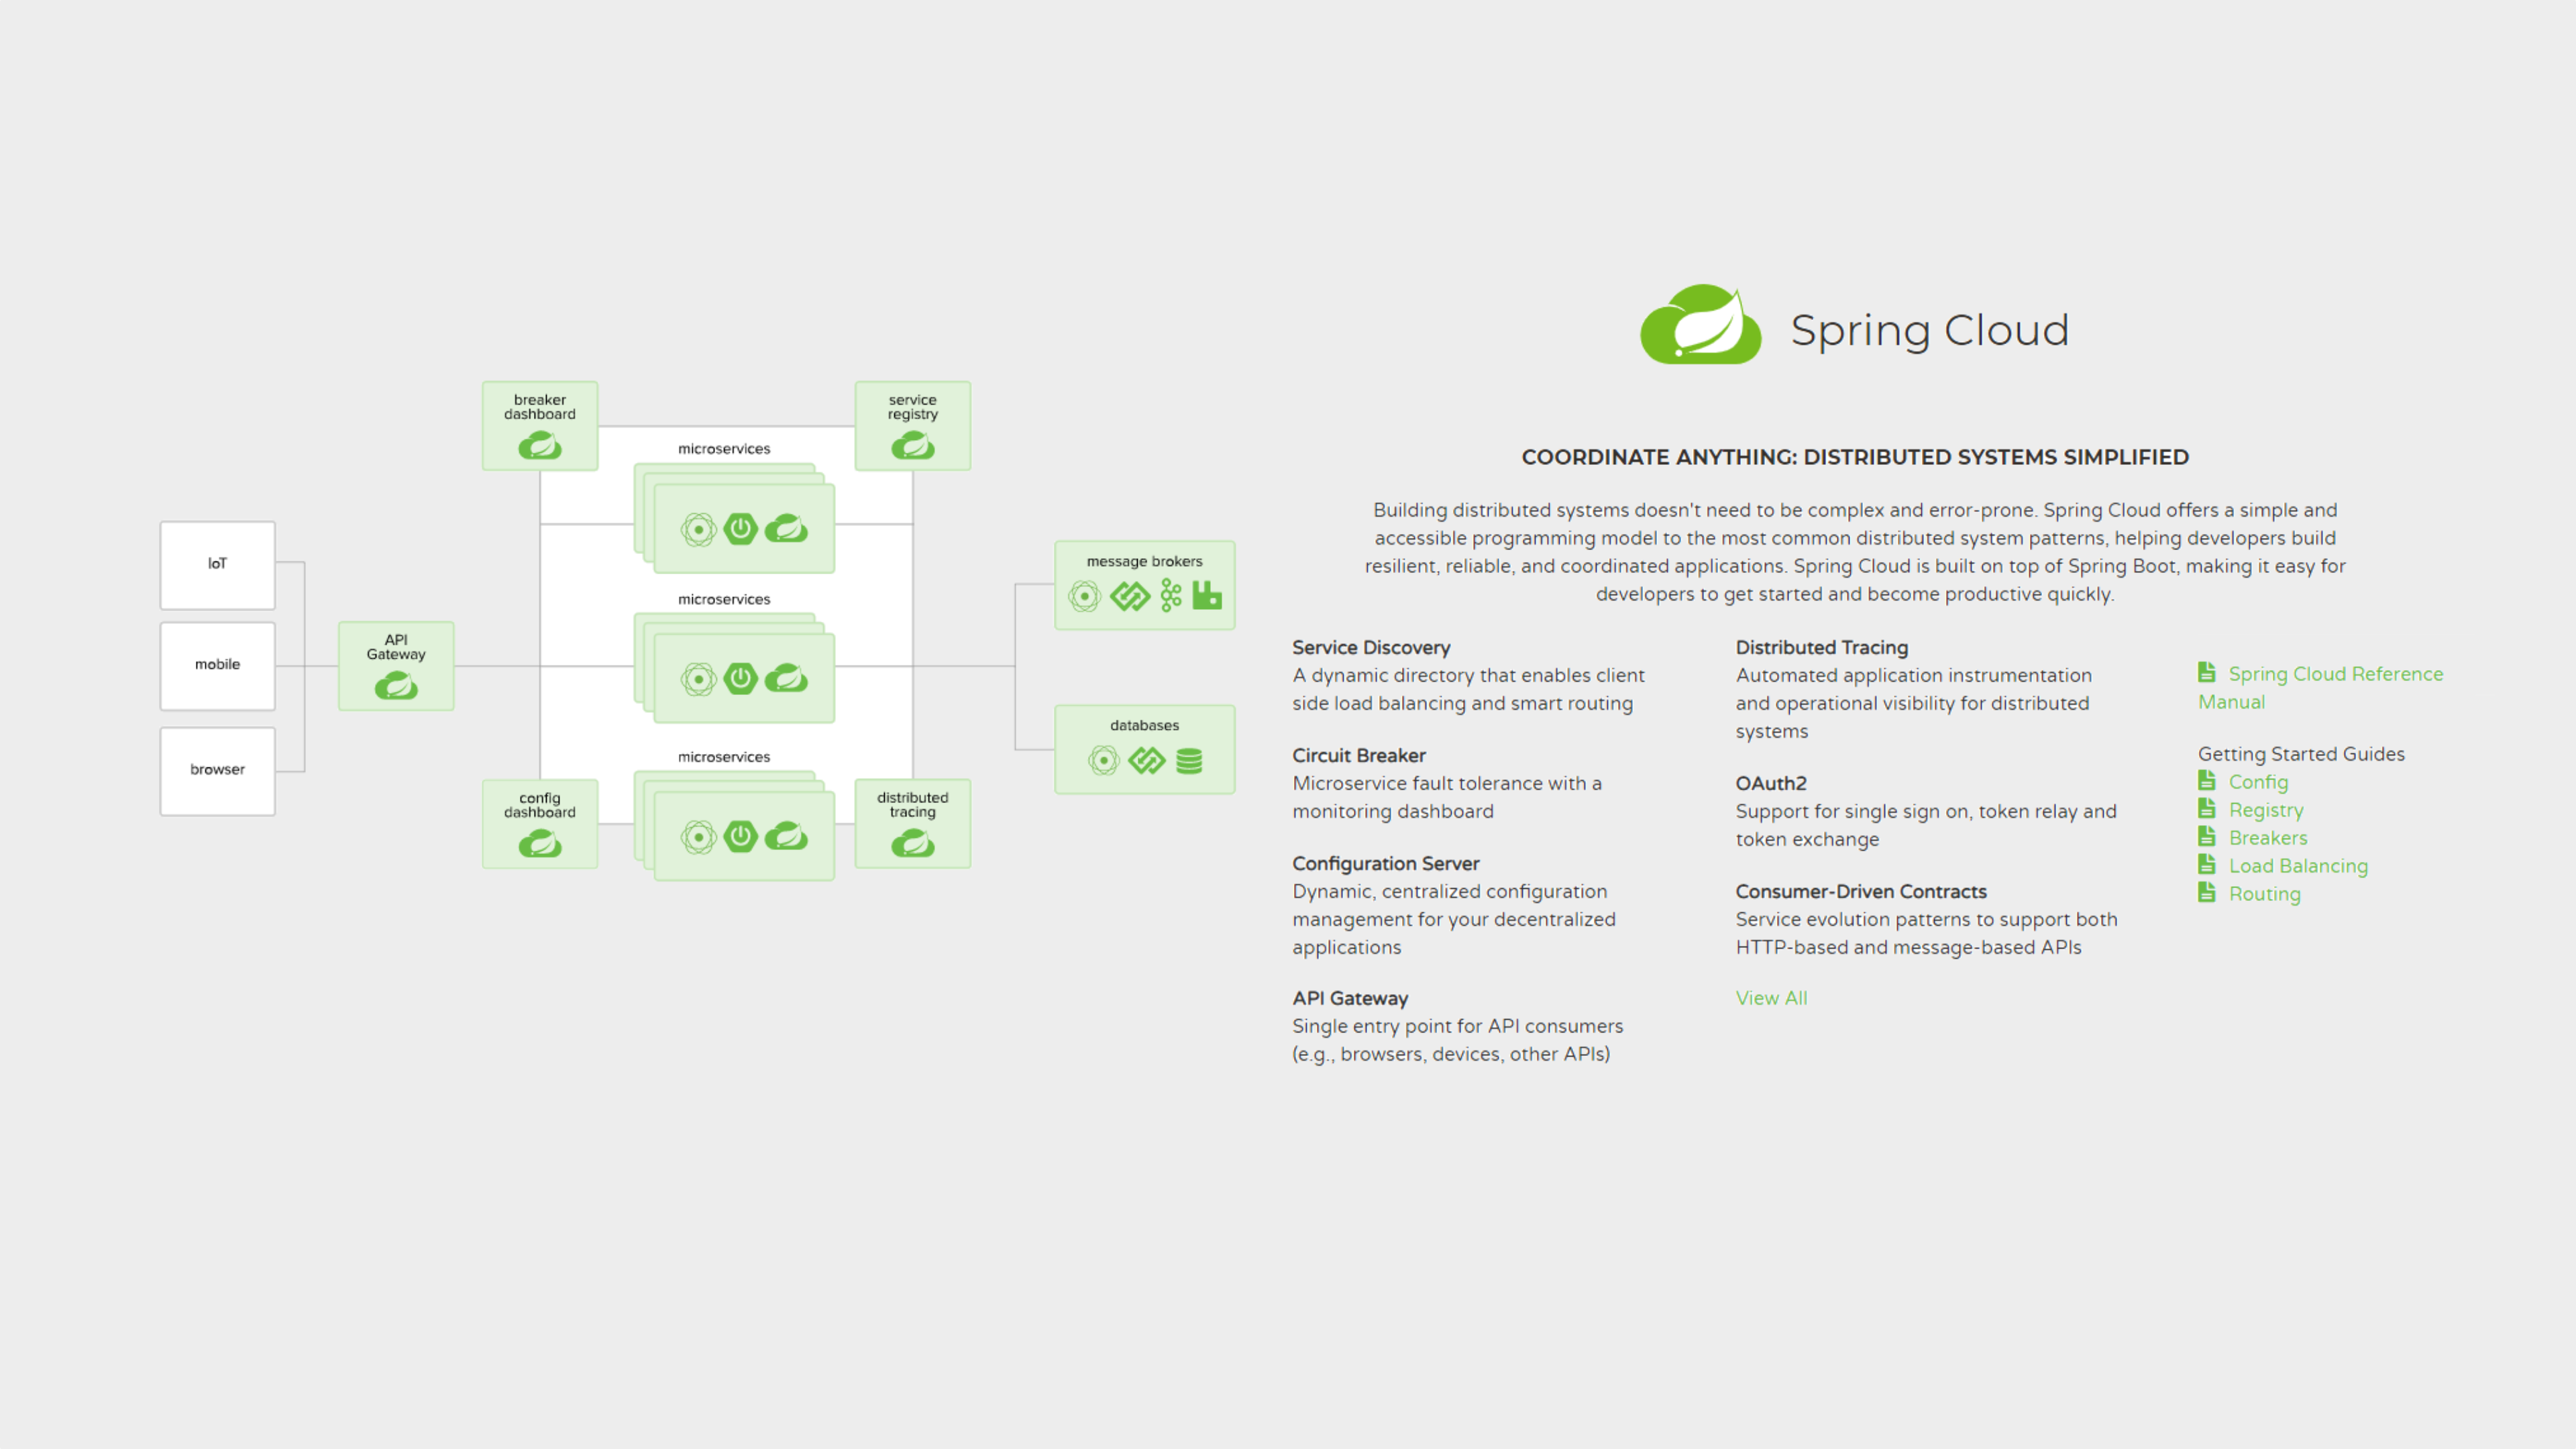 breaker
dashboard
service
registry
microservices
IoT
mobile
browser
API
Gateway
microservices
microservices
config
dashboard
distributed
tracing
message brokers
databases
Spring Cloud
COORDINATE ANYTHING: DISTRIBUTED SYSTEMS SIMPLIFIED
Building distributed systems doesn't need to be complex and error-prone. Spring Cloud offers a simple and
accessible programming model to the most common distributed system patterns, helping developers build
resilient, reliable, and coordinated applications. Spring Cloud is built on top of Spring Boot, making it easy for
developers to get started and become productive quickly.
Service Discovery
A dynamic directory that enables client
side load balancing and smart routing
Circuit Breaker
Microservice fault tolerance with a
monitoring dashboard
Configuration Server
Dynamic, centralized configuration
management for your decentralized
applications
API Gateway
Single entry point for API consumers
(e.g., browsers, devices, other APIs)
Distributed Tracing
Automated application instrumentation
and operational visibility for distributed
systems
OAuth2
Support for single sign on, token relay and
token exchange
Consumer-Driven Contracts
Service evolution patterns to support both
HTTP-based and message-based APIs
View All
Spring Cloud Reference
Manual
Getting Started Guides
Config
Registry
Breakers
Load Balancing
Routing